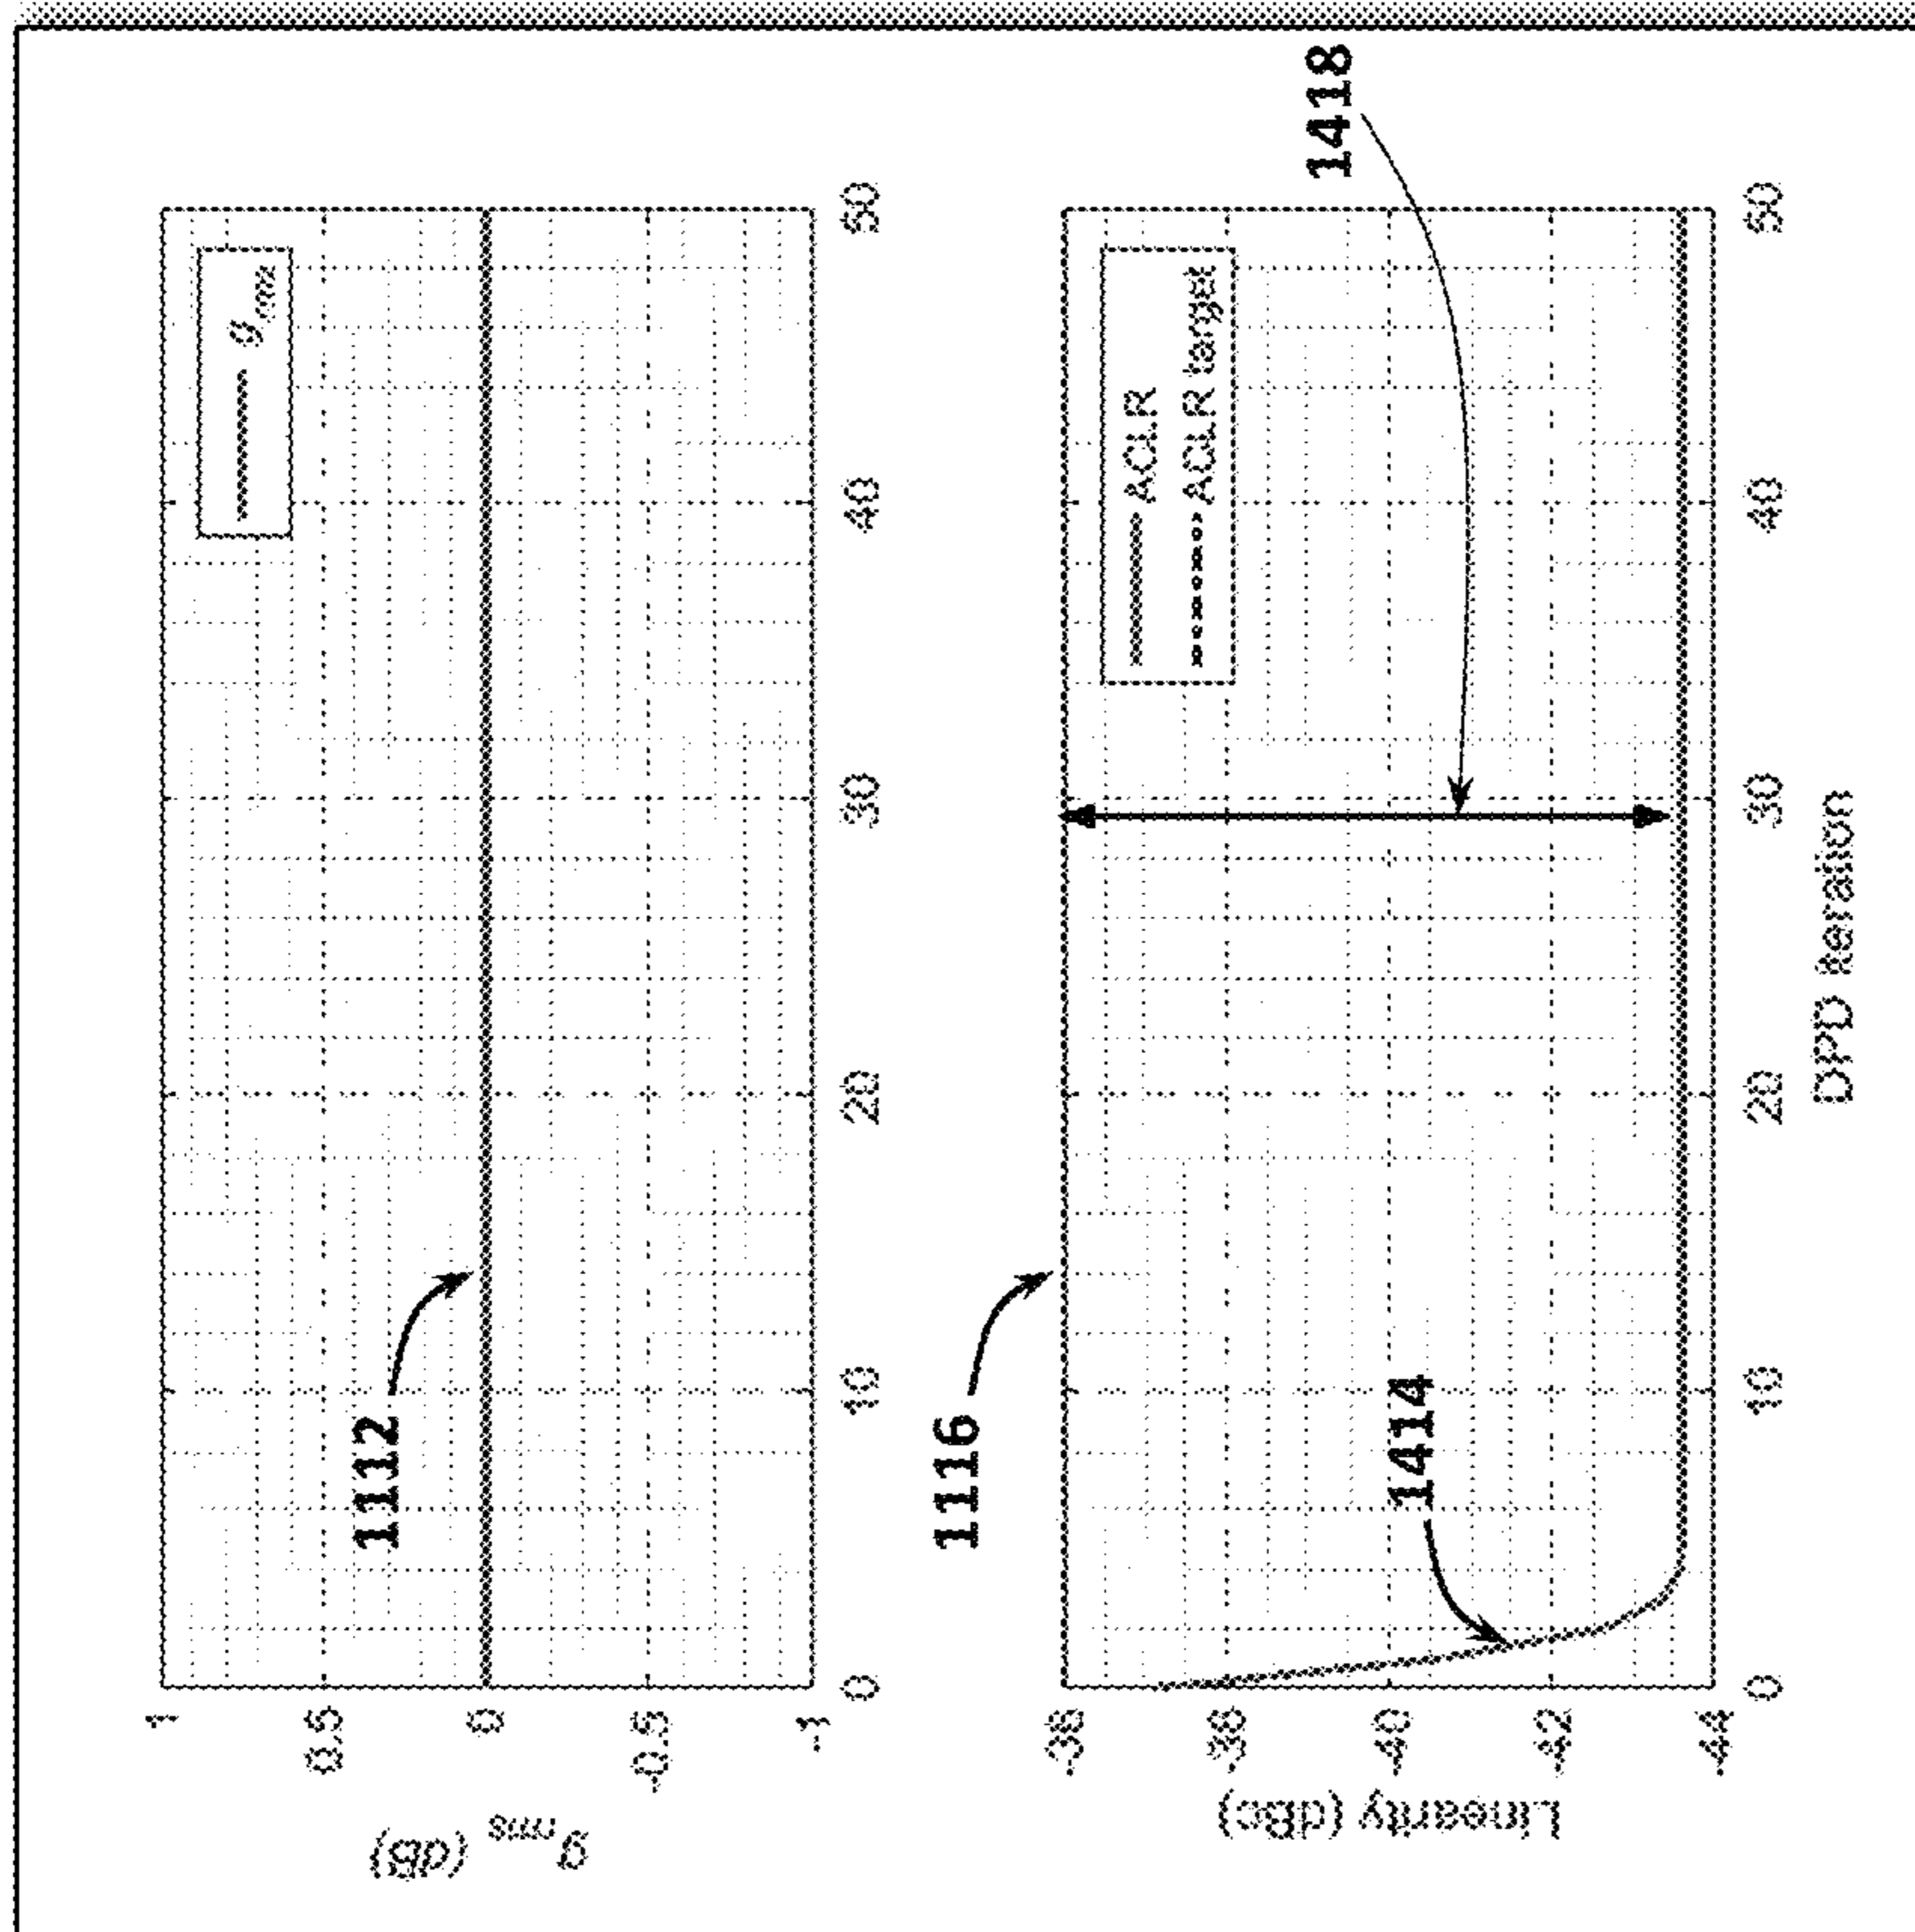 g_rms (dB)
1
0.5
0
-0.5
-1
g_rms
1112
0 10 20 30 40 50
1116
Linearity (dBc)
-36
-38
-40
-42
-44
ACLR
ACLR target
1418
1414
0 10 20 30 40 50
DPD iteration